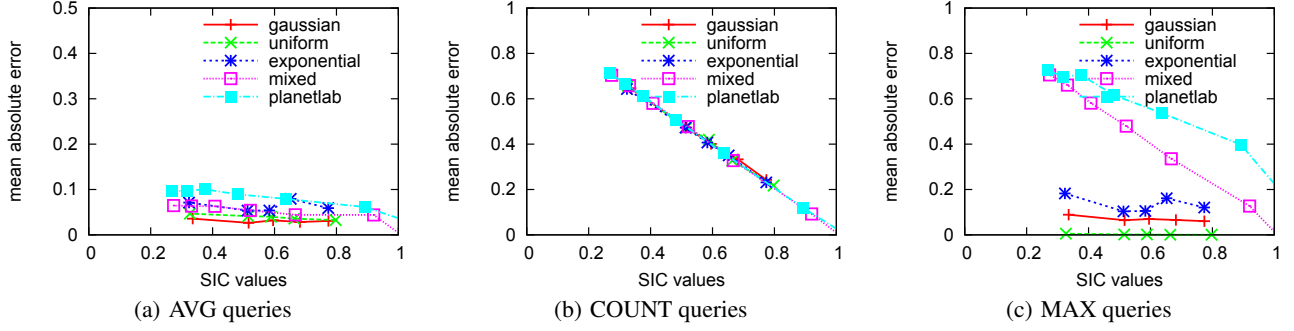 0.5
0.4
0.3
0.2
0.1
0
mean absolute error
gaussian
uniform
exponential
mixed
planetlab
0 0.2 0.4 0.6 0.8 1
SIC values
(a) AVG queries
1
0.8
0.6
0.4
0.2
0
mean absolute error
gaussian
uniform
exponential
mixed
planetlab
0 0.2 0.4 0.6 0.8 1
SIC values
(b) COUNT queries
1
0.8
0.6
0.4
0.2
0
mean absolute error
gaussian
uniform
exponential
mixed
planetlab
0 0.2 0.4 0.6 0.8 1
SIC values
(c) MAX queries